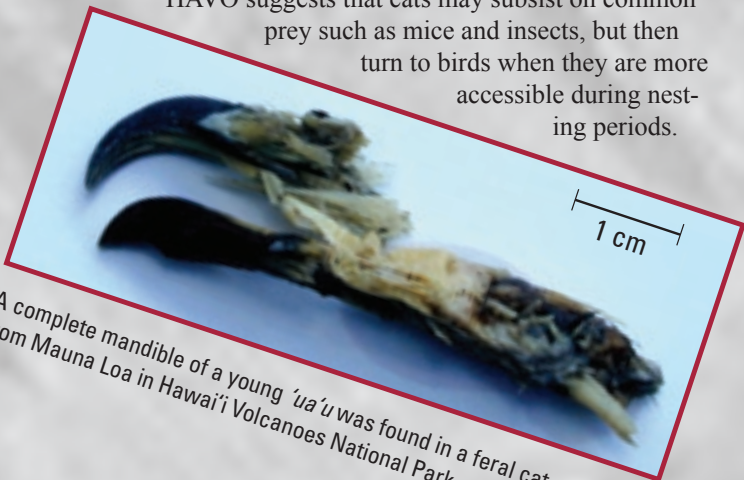 HAVO suggests that cats may subsist on common
prey such as mice and insects, but then
turn to birds when they are more
accessible during nest-
ing periods.
1 cm
A complete mandible of a young ʻuaʻu was found in a feral cat
om Mauna Loa in Hawaiʻi Volcanoes National Park